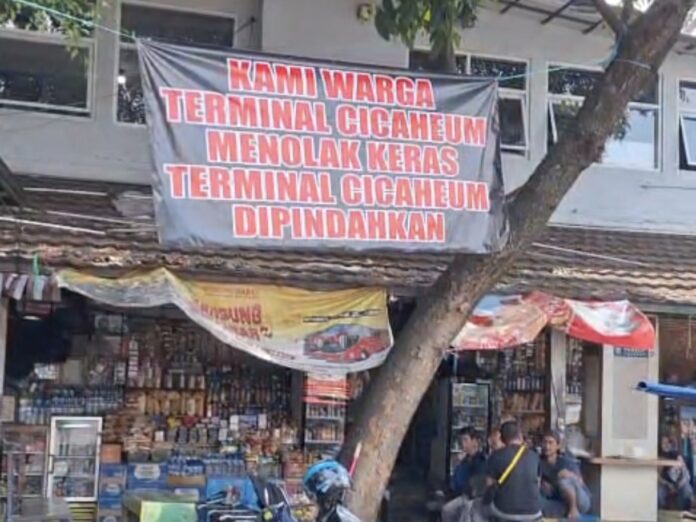 KAMI WARGA
TERMINAL CICAHEUM
MENOLAK KERAS
TERMINAL CICAHEUM
DIPINDAHKAN